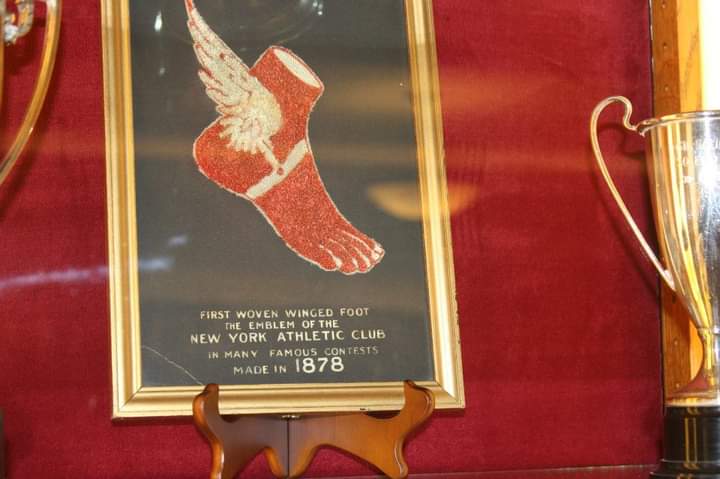 FIRST WOVEN WINGED FOOT
THE EMBLEM OF THE
NEW YORK ATHLETIC CLUB
IN MANY FAMOUS CONTESTS
MADE IN 1878